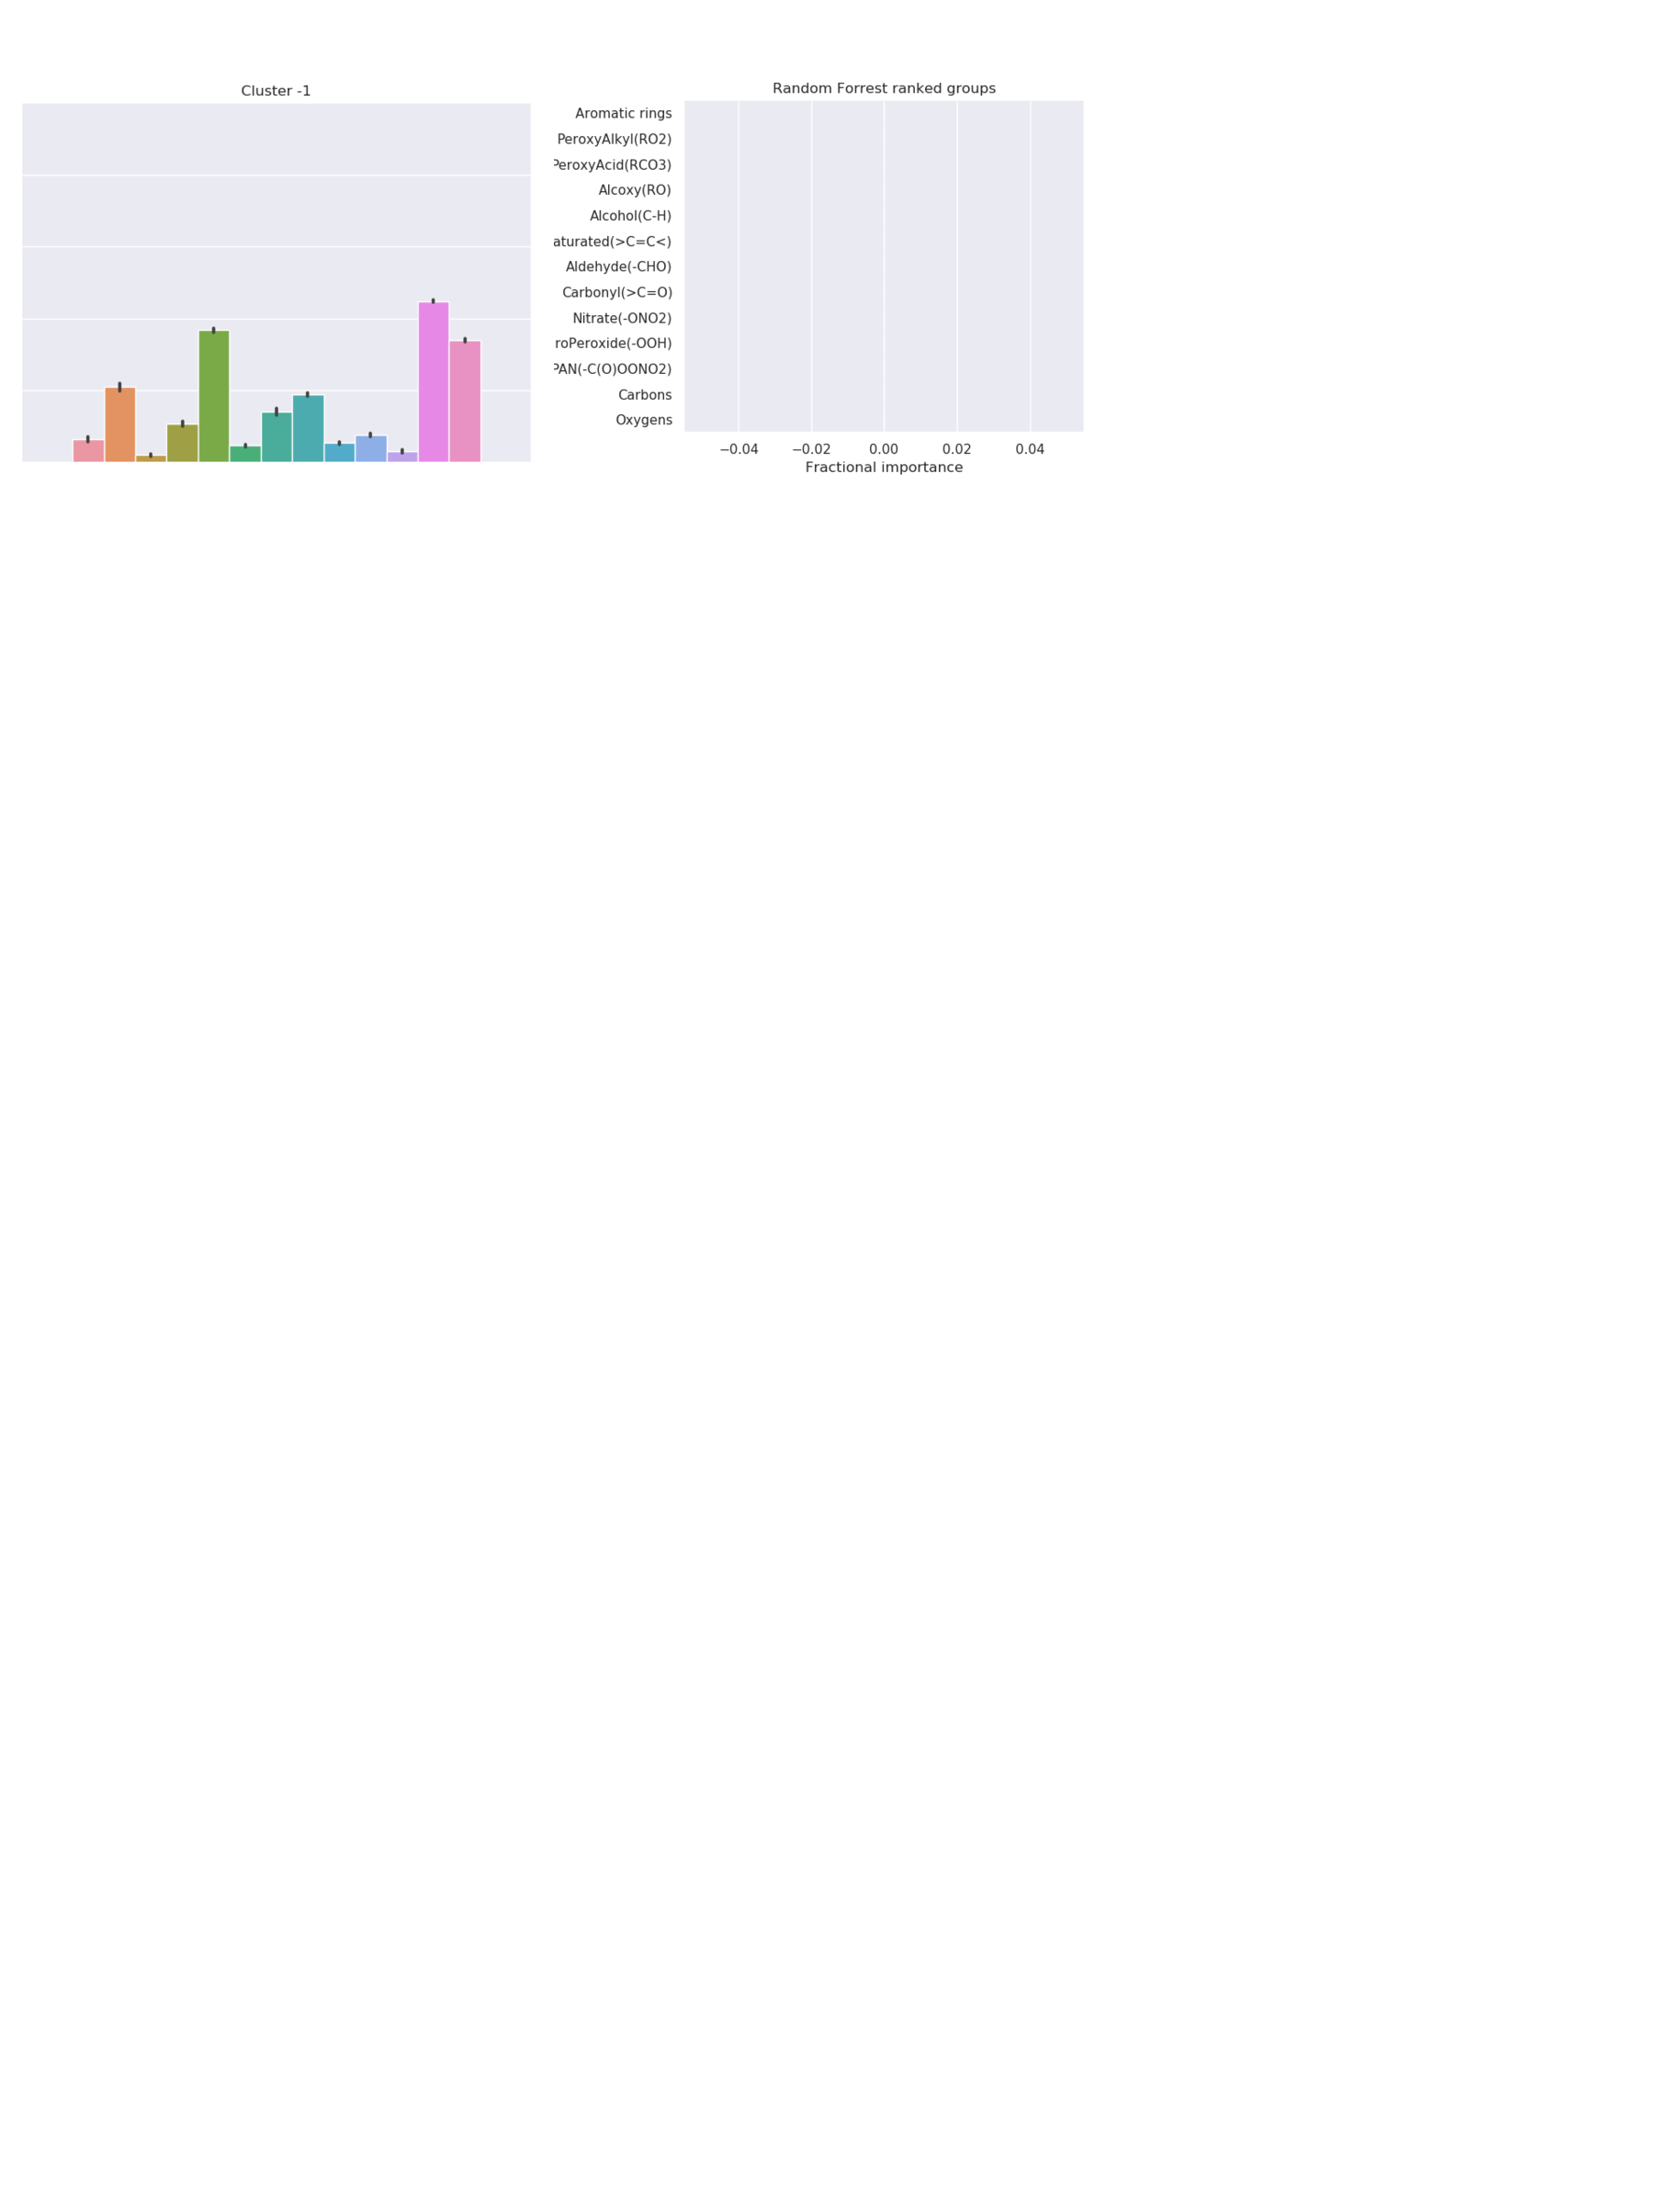 Cluster -1
Random Forrest ranked groups
Aromatic rings
PeroxyAlkyl(RO2)
PeroxyAcid(RCO3)
Alcoxy(RO)
Alcohol(C-H)
aturated(>C=C<)
Aldehyde(-CHO)
Carbonyl(>C=O)
Nitrate(-ONO2)
roPeroxide(-OOH)
PAN(-C(O)OONO2)
Carbons
Oxygens
−0.04 −0.02 0.00 0.02 0.04
Fractional importance